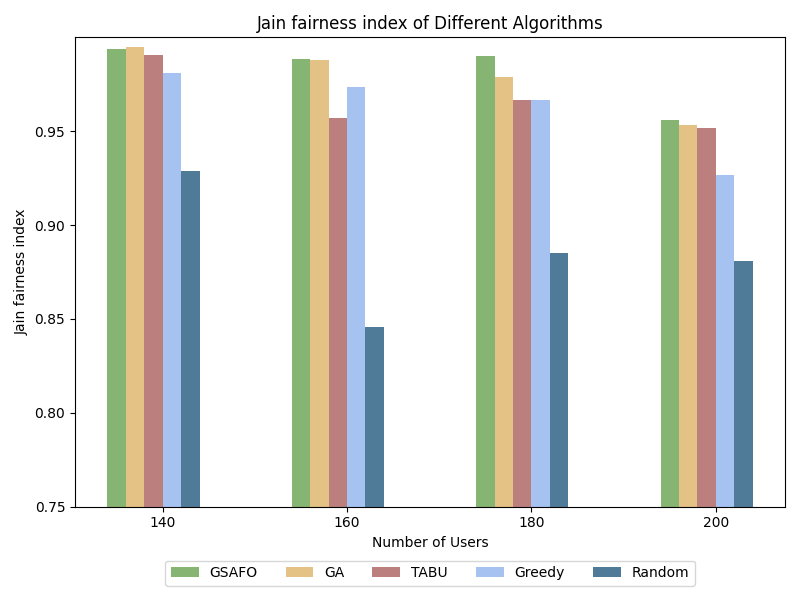 Jain fairness index of Different Algorithms
Jain fairness index
0.95
0.90
0.85
0.80
0.75
140 160 180 200
Number of Users
GSAFO GA TABU Greedy Random